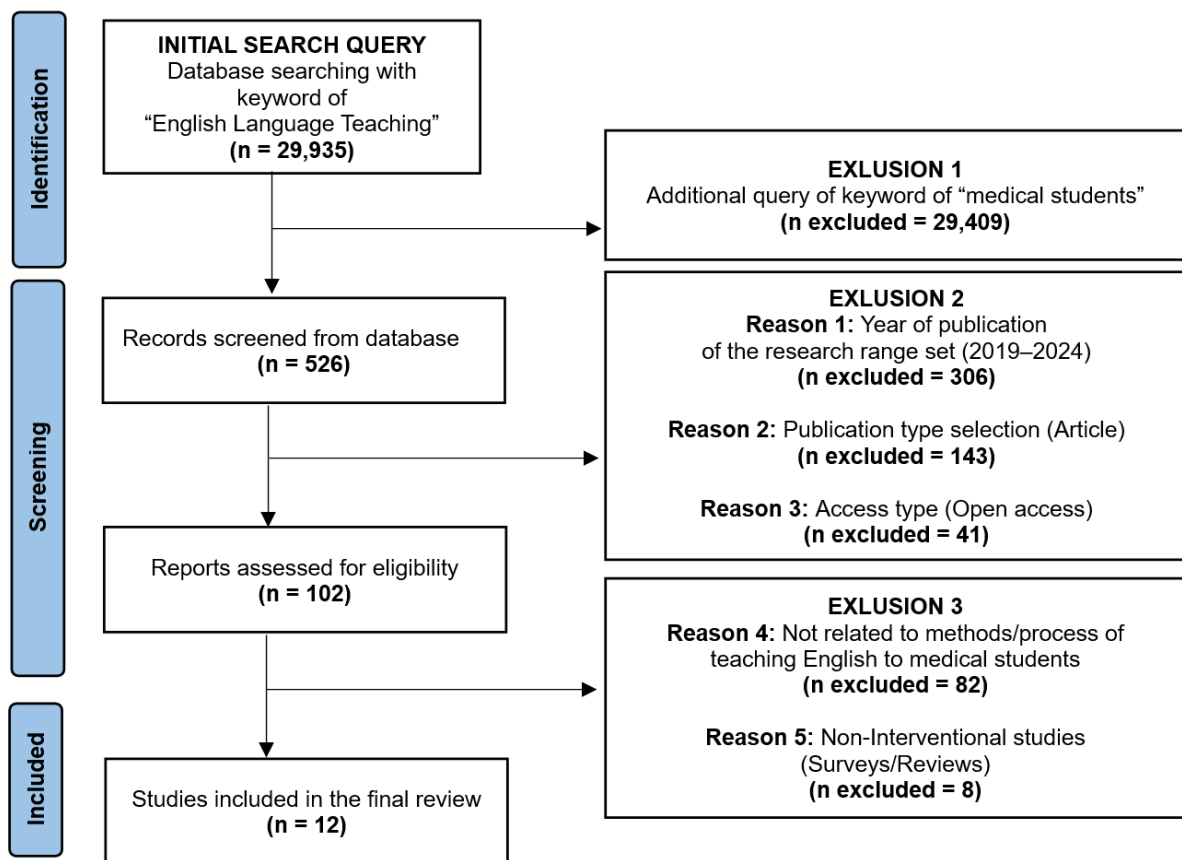 Identification
INITIAL SEARCH QUERY
Database searching with
keyword of
“English Language Teaching”
(n = 29,935)
EXLUSION 1
Additional query of keyword of “medical students”
(n excluded = 29,409)
Screening
Records screened from database
(n = 526)
EXLUSION 2
Reason 1: Year of publication
of the research range set (2019–2024)
(n excluded = 306)
Reason 2: Publication type selection (Article)
(n excluded = 143)
Reason 3: Access type (Open access)
(n excluded = 41)
Reports assessed for eligibility
(n = 102)
EXLUSION 3
Reason 4: Not related to methods/process of
teaching English to medical students
(n excluded = 82)
Reason 5: Non-Interventional studies
(Surveys/Reviews)
(n excluded = 8)
Included
Studies included in the final review
(n = 12)